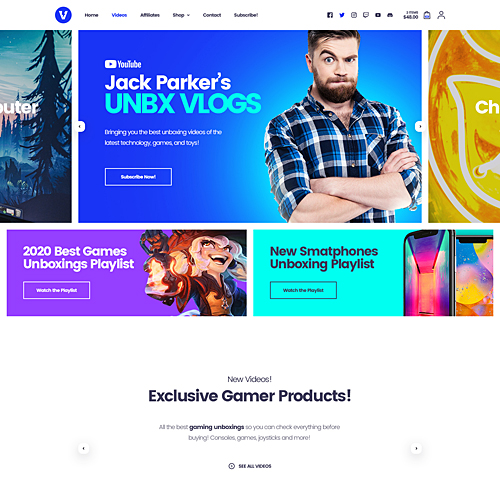 V
Home Videos Affiliates Shop Contact Subscribe!
2 ITEMS
$48.00
YouTube
Jack Parker's
UNBX VLOGS
Bringing you the best unboxing videos of the
latest technology, games, and toys!
Subscribe Now!
Ch
2020 Best Games
Unboxings Playlist
Watch the Playlist
New Smatphones
Unboxing Playlist
Watch the Playlist
New Videos!
Exclusive Gamer Products!
All the best gaming unboxings so you can check everything before
buying! Consoles, games, joysticks and more!
SEE ALL VIDEOS